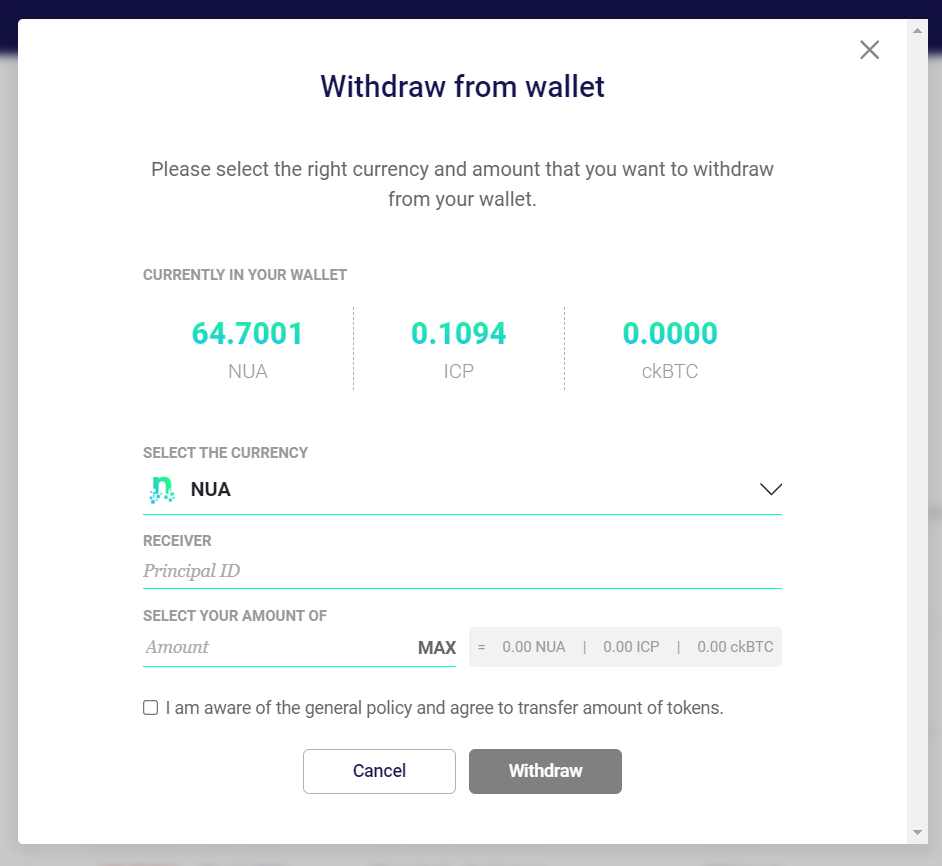 Withdraw from wallet
Please select the right currency and amount that you want to withdraw
from your wallet.
CURRENTLY IN YOUR WALLET
64.7001 0.1094 0.0000
NUA ICP ckBTC
SELECT THE CURRENCY
NUA
RECEIVER
Principal ID
SELECT YOUR AMOUNT OF
Amount MAX = 0.00 NUA | 0.00 ICP | 0.00 ckBTC
I am aware of the general policy and agree to transfer amount of tokens.
Cancel Withdraw